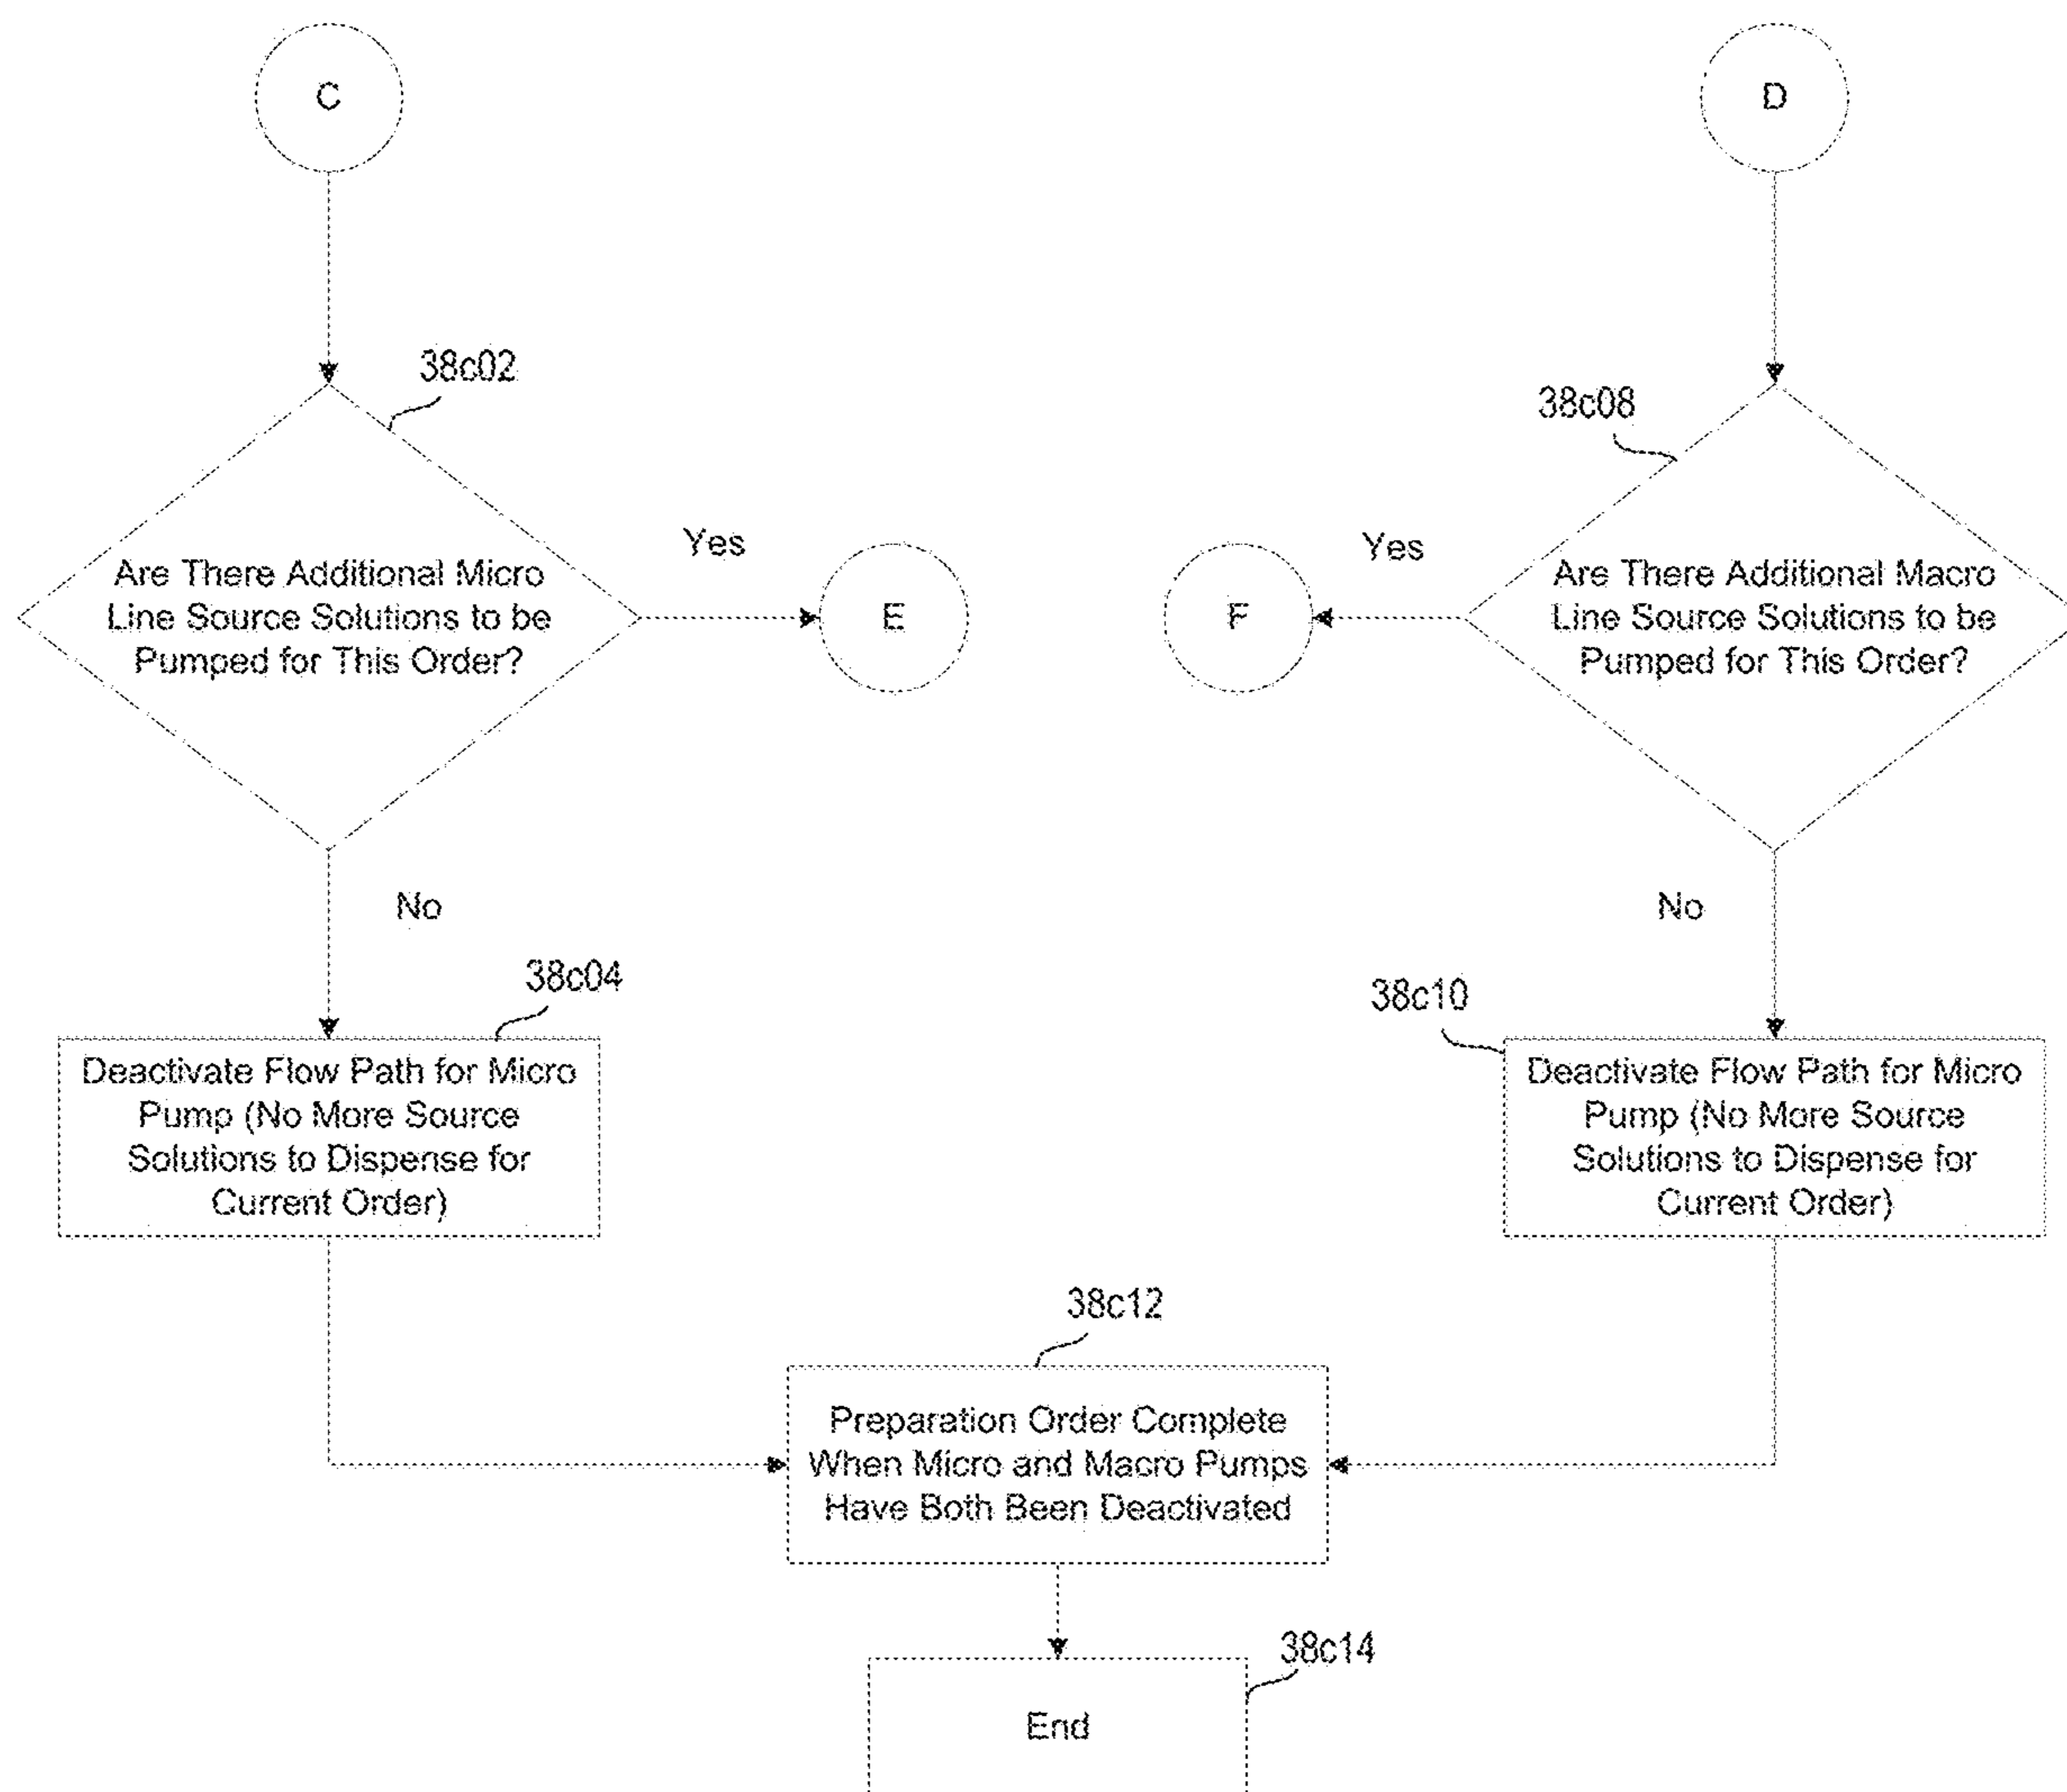 C
D
38c02
38c08
Yes
Yes
Are There Additional Micro
Line Source Solutions to be
Pumped for This Order?
E
F
Are There Additional Macro
Line Source Solutions to be
Pumped for This Order?
No
No
38c04
38c10
Deactivate Flow Path for Micro
Pump (No More Source
Solutions to Dispense for
Current Order)
Deactivate Flow Path for Micro
Pump (No More Source
Solutions to Dispense for
Current Order)
38c12
Preparation Order Complete
When Micro and Macro Pumps
Have Both Been Deactivated
38c14
End